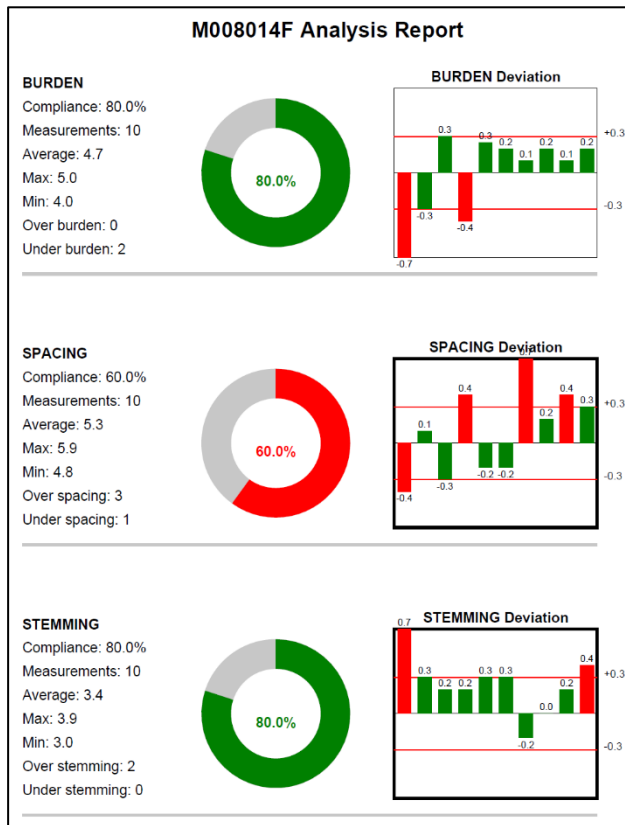 M008014F Analysis Report
BURDEN
Compliance: 80.0%
Measurements: 10
Average: 4.7
Max: 5.0
Min: 4.0
Over burden: 0
Under burden: 2
80.0%
BURDEN Deviation
0.3
0.3
0.2
0.1
0.2
0.1
0.2
+0.3
-0.3
-0.3
-0.4
-0.7
SPACING
Compliance: 60.0%
Measurements: 10
Average: 5.3
Max: 5.9
Min: 4.8
Over spacing: 3
Under spacing: 1
60.0%
SPACING Deviation
0.7
0.4
0.4
0.3
+0.3
0.1
0.2
-0.2
-0.2
-0.3
-0.3
-0.4
STEMMING
Compliance: 80.0%
Measurements: 10
Average: 3.4
Max: 3.9
Min: 3.0
Over stemming: 2
Under stemming: 0
80.0%
STEMMING Deviation
0.7
0.3
0.2
0.2
0.3
0.3
0.0
0.2
0.4
+0.3
-0.2
-0.3